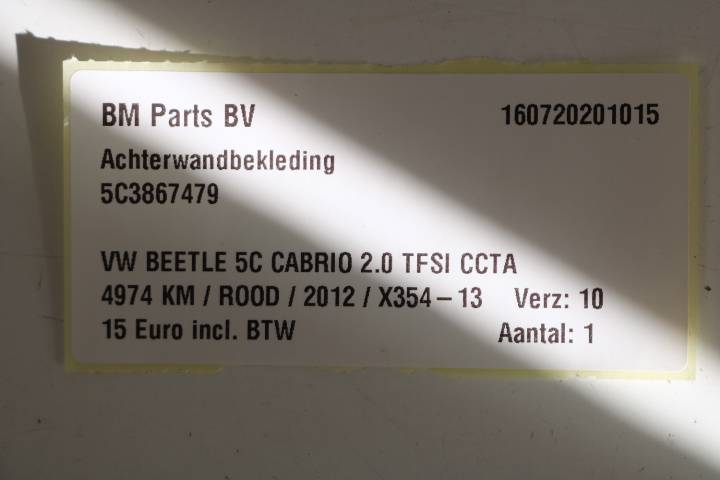 BM Parts BV 160720201015
Achterwandbekleding
5C3867479
VW BEETLE 5C CABRIO 2.0 TFSI CCTA
4974 KM / ROOD / 2012 / X354-13 Verz: 10
15 Euro incl. BTW Aantal: 1